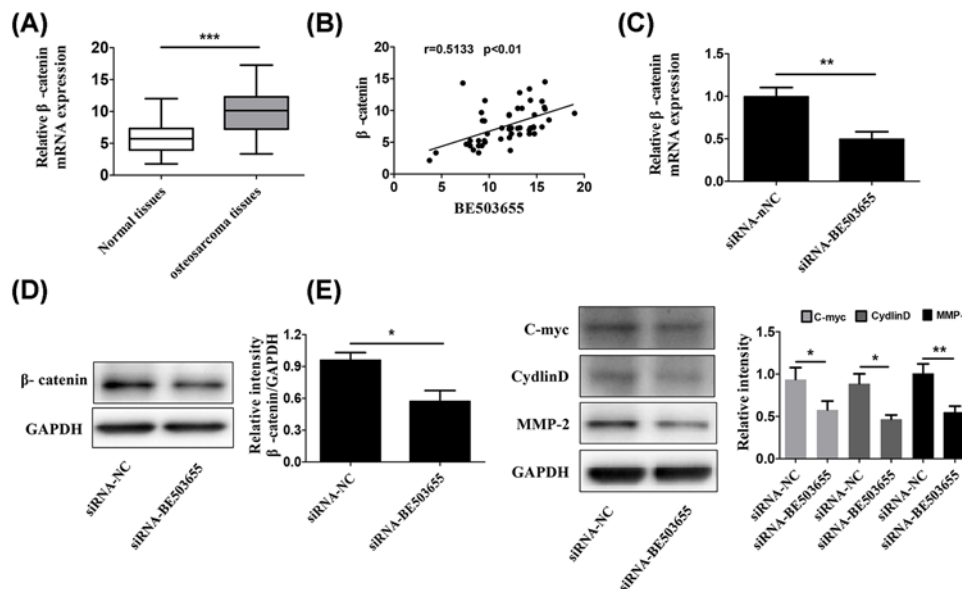 (A)
Relative β -catenin
mRNA expression
20
15
10
5
0
***
Normal tissues
osteosarcoma tissues
(B)
r=0.5133 p<0.01
β -catenin
20
15
10
5
0
0 5 10 15 20
BE503655
(C)
Relative β -catenin
mRNA expression
1.5
1.0
0.5
0.0
**
siRNA-nNC
siRNA-BE503655
(D)
β- catenin
GAPDH
siRNA-NC
siRNA-BE503655
Relative intensity
β -catenin/GAPDH
1.2
0.9
0.6
0.3
0.0
*
siRNA-NC
siRNA-BE503655
(E)
C-myc
CydlinD
MMP-2
GAPDH
siRNA-NC
siRNA-BE503655
C-myc CydlinD MMP-
Relative intensity
1.5
1.0
0.5
0.0
* * **
siRNA-NC
siRNA-BE503655
siRNA-NC
siRNA-BE503655
siRNA-NC
siRNA-BE503655